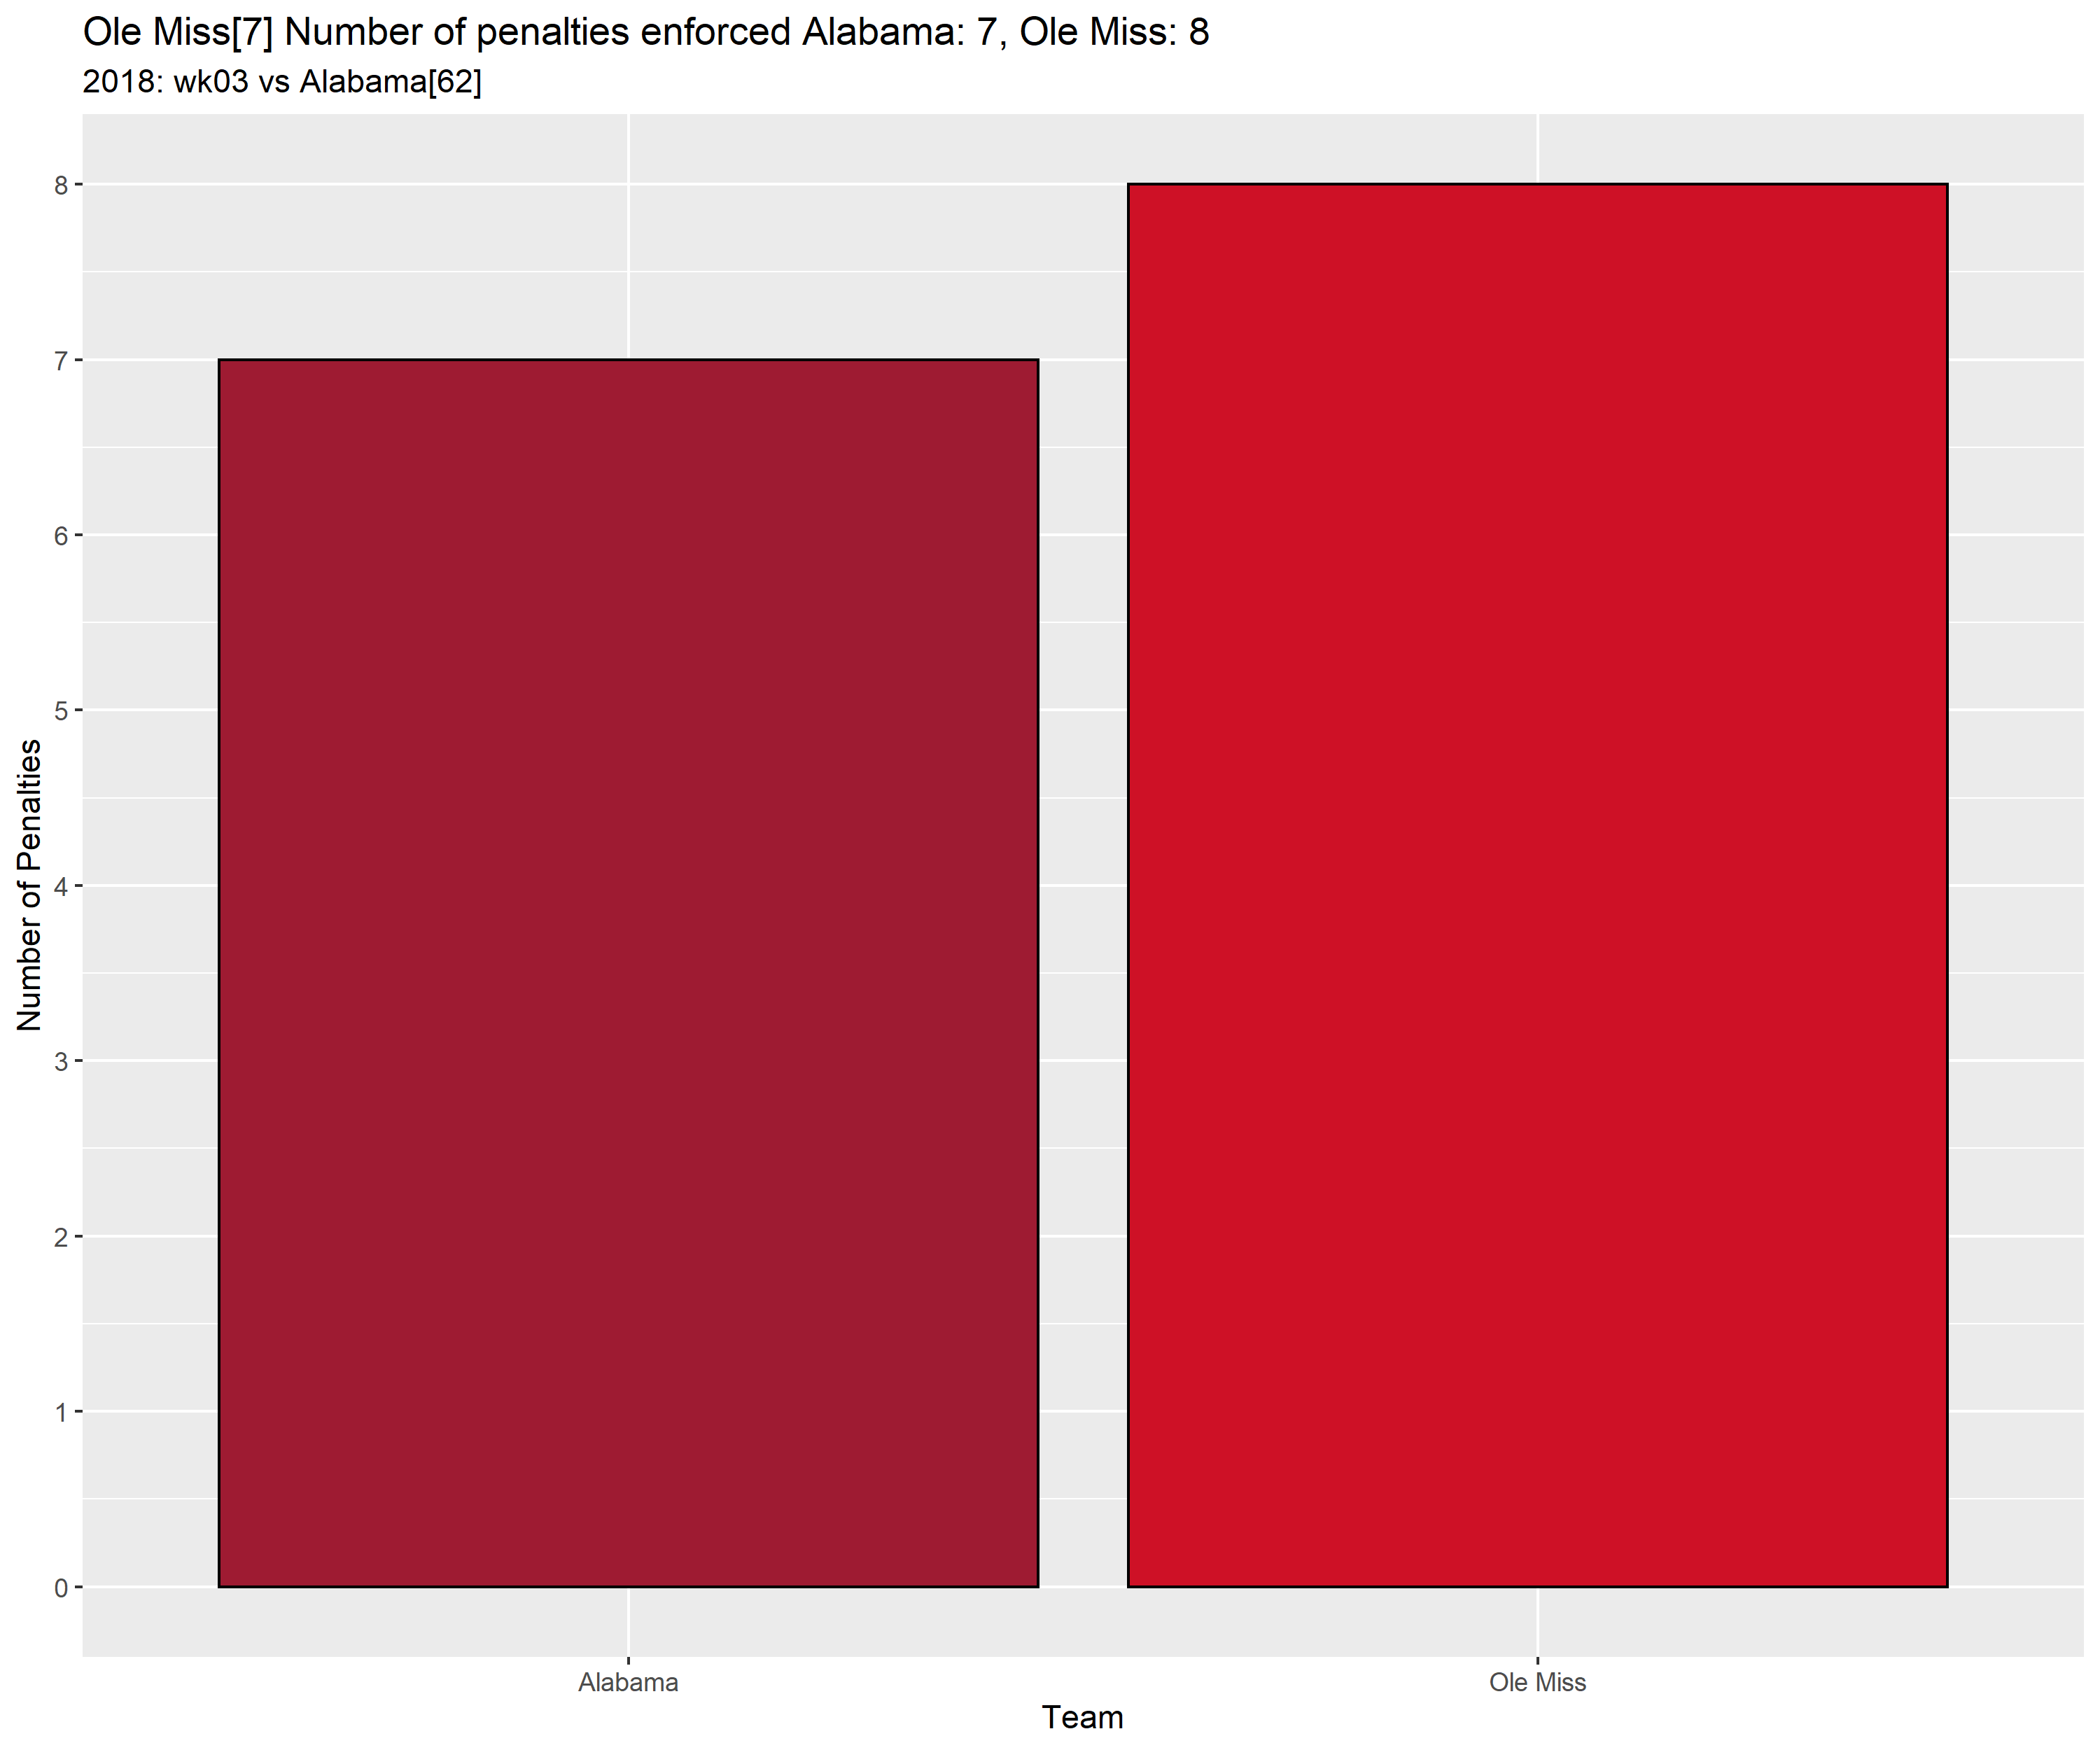 Ole Miss[7] Number of penalties enforced Alabama: 7, Ole Miss: 8
2018: wk03 vs Alabama[62]
Number of Penalties
8
7
6
5
4
3
2
1
0
Alabama
Ole Miss
Team